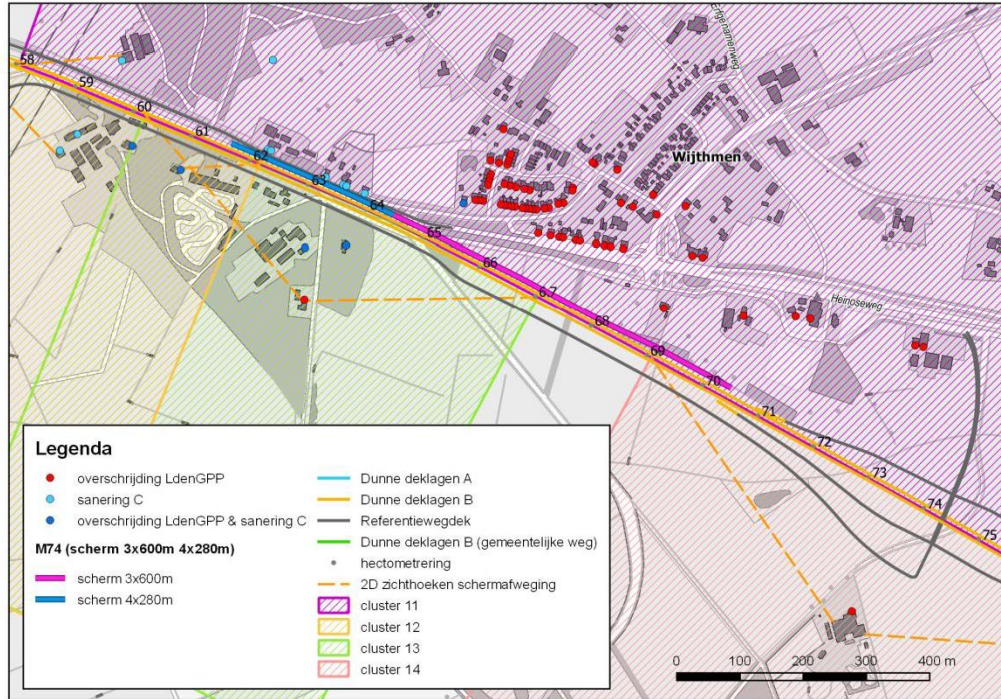 Erfgenamenweg
58
59
60
61
62
63
64
65
66
67
68
69
70
71
72
73
74
75
Wijthmen
Heinoseweg
Legenda
overschrijding LdenGPP
sanering C
overschrijding LdenGPP & sanering C
M74 (scherm 3x600m 4x280m)
scherm 3x600m
scherm 4x280m
Dunne deklagen A
Dunne deklagen B
Referentiewegdek
Dunne deklagen B (gemeentelijke weg)
hectometrering
2D zichthoeken schermafweging
cluster 11
cluster 12
cluster 13
cluster 14
0 100 200 300 400 m